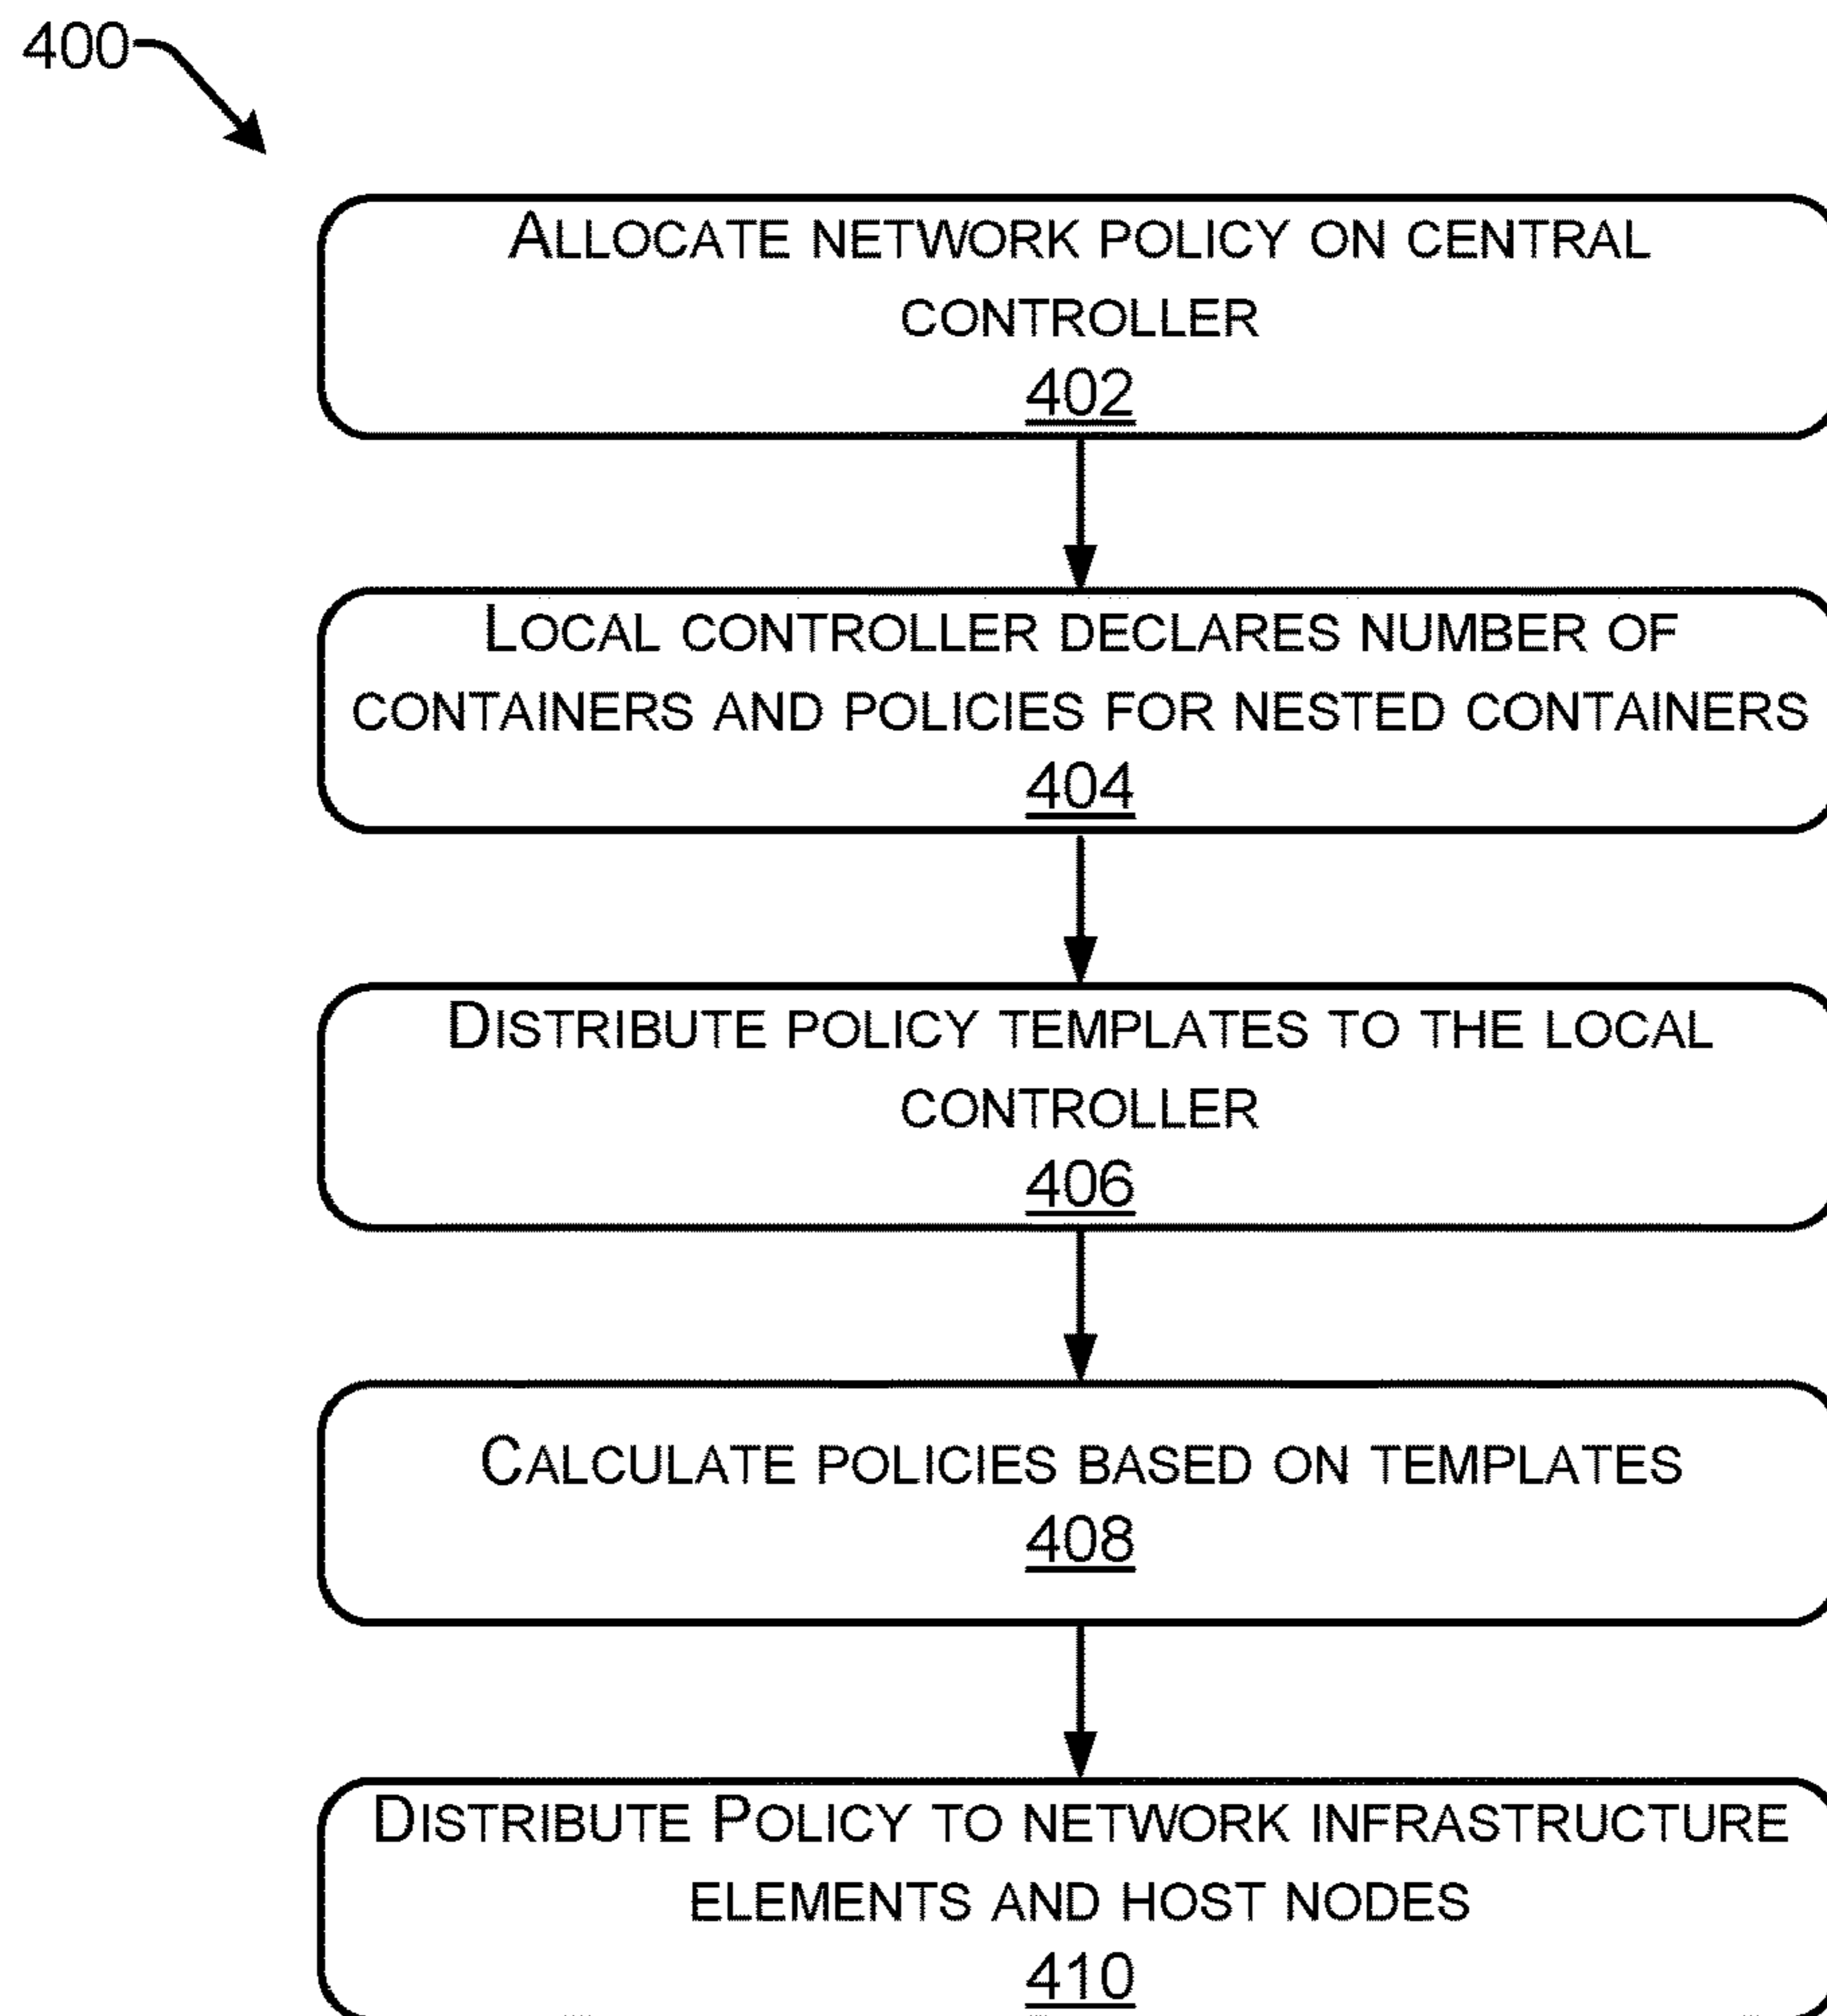 400
ALLOCATE NETWORK POLICY ON CENTRAL
CONTROLLER
402
LOCAL CONTROLLER DECLARES NUMBER OF
CONTAINERS AND POLICIES FOR NESTED CONTAINERS
404
DISTRIBUTE POLICY TEMPLATES TO THE LOCAL
CONTROLLER
406
CALCULATE POLICIES BASED ON TEMPLATES
408
DISTRIBUTE POLICY TO NETWORK INFRASTRUCTURE
ELEMENTS AND HOST NODES
410